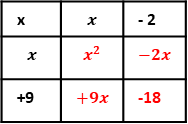 x x - 2
x x² −2x
+9 +9x -18